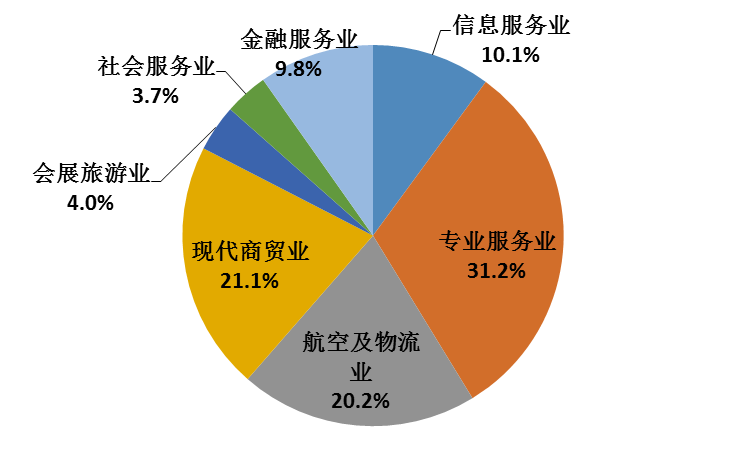 金融服务业
9.8%
信息服务业
10.1%
社会服务业
3.7%
会展旅游业
4.0%
现代商贸业
21.1%
专业服务业
31.2%
航空及物流
业
20.2%